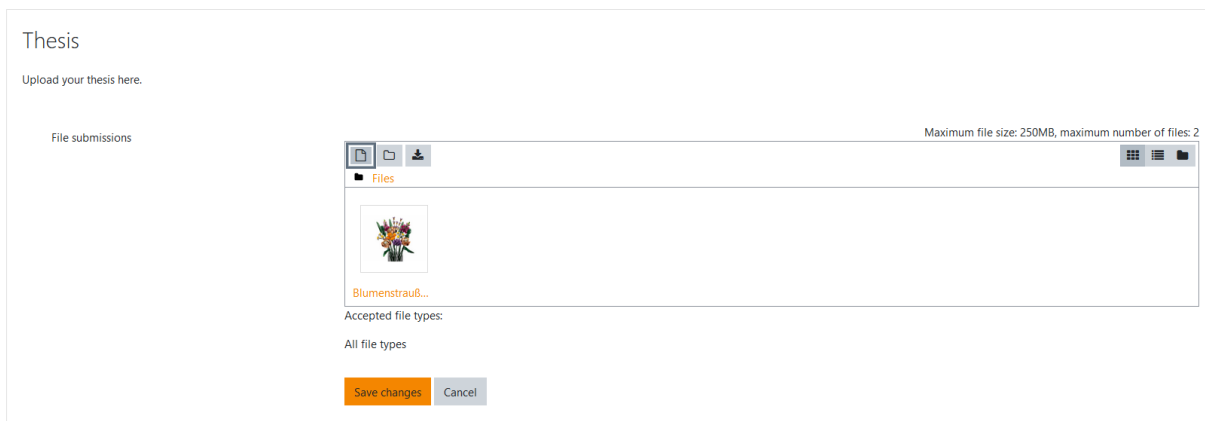 Thesis
Upload your thesis here.
File submissions
Maximum file size: 250MB, maximum number of files: 2
Files
Blumenstrauß...
Accepted file types:
All file types
Save changes Cancel